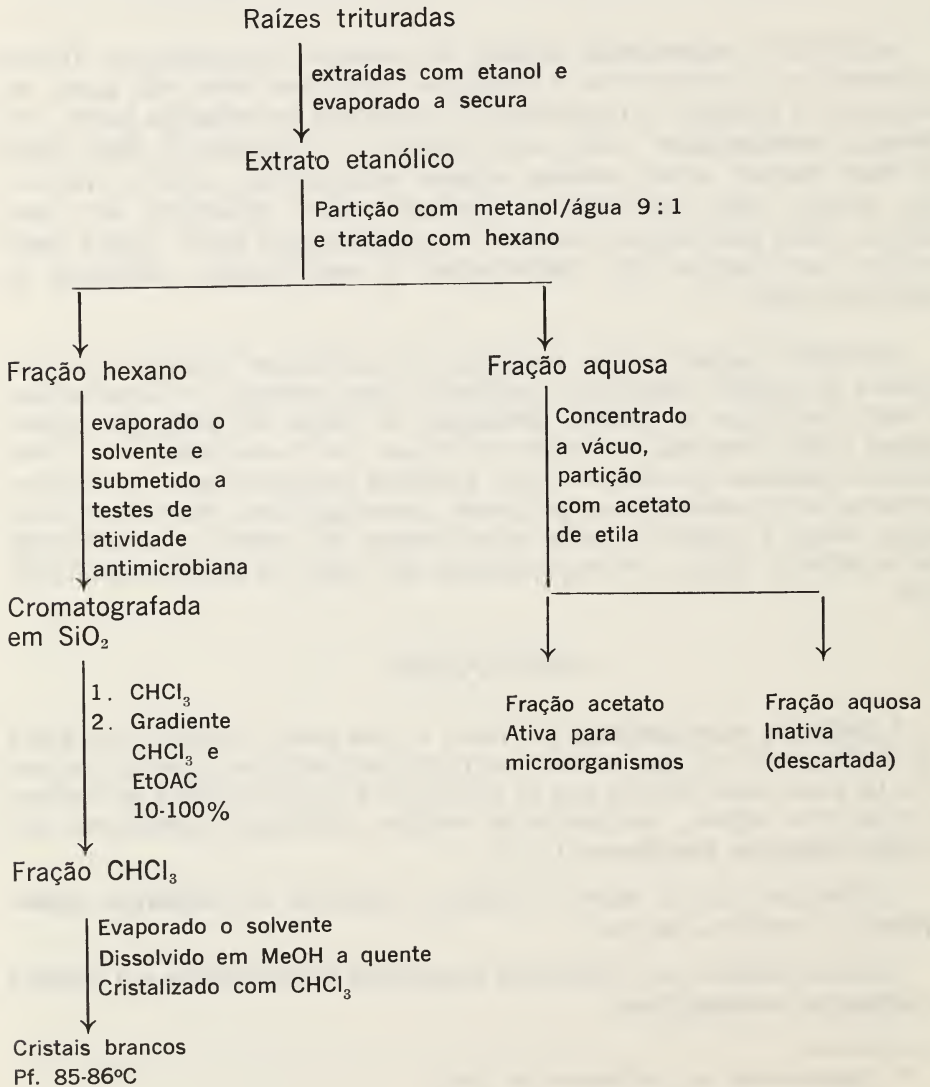 Raízes trituradas
extraídas com etanol e
evaporado a secura
Extrato etanólico
Partição com metanol/água 9:1
e tratado com hexano
Fração hexano
evaporado o
solvente e
submetido a
testes de
atividade
antimicrobiana
Cromatografada
em SiO₂
1. CHCl₃
2. Gradiente
CHCl₃ e
EtOAC
10-100%
Fração CHCl₃
Evaporado o solvente
Dissolvido em MeOH a quente
Cristalizado com CHCl₃
Cristais brancos
Pf. 85-86ºC
Fração aquosa
Concentrado
a vácuo,
partição
com acetato
de etila
Fração acetato
Ativa para
microorganismos
Fração aquosa
Inativa
(descartada)